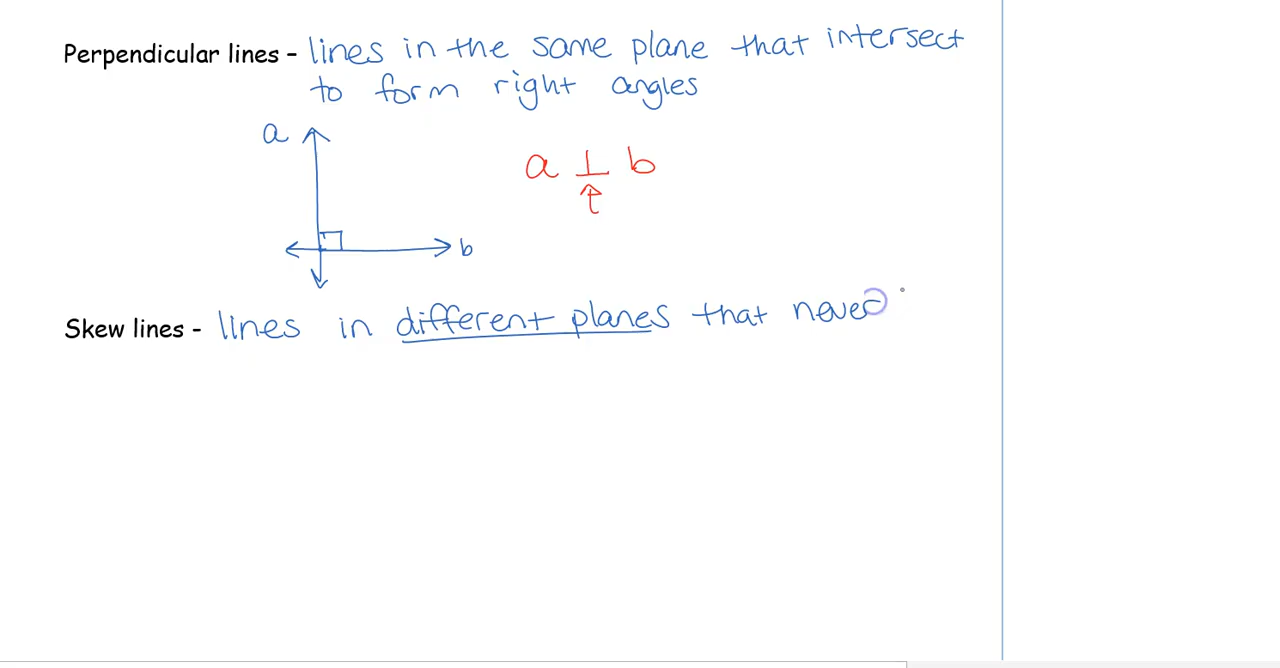 Perpendicular lines - lines in the same plane that intersect
to form right angles
a
a ⊥ b
b
Skew lines - lines in different planes that never